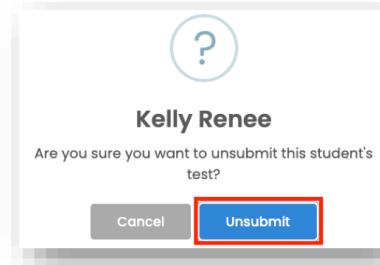 ?
Kelly Renee
Are you sure you want to unsubmit this student's
test?
Cancel Unsubmit